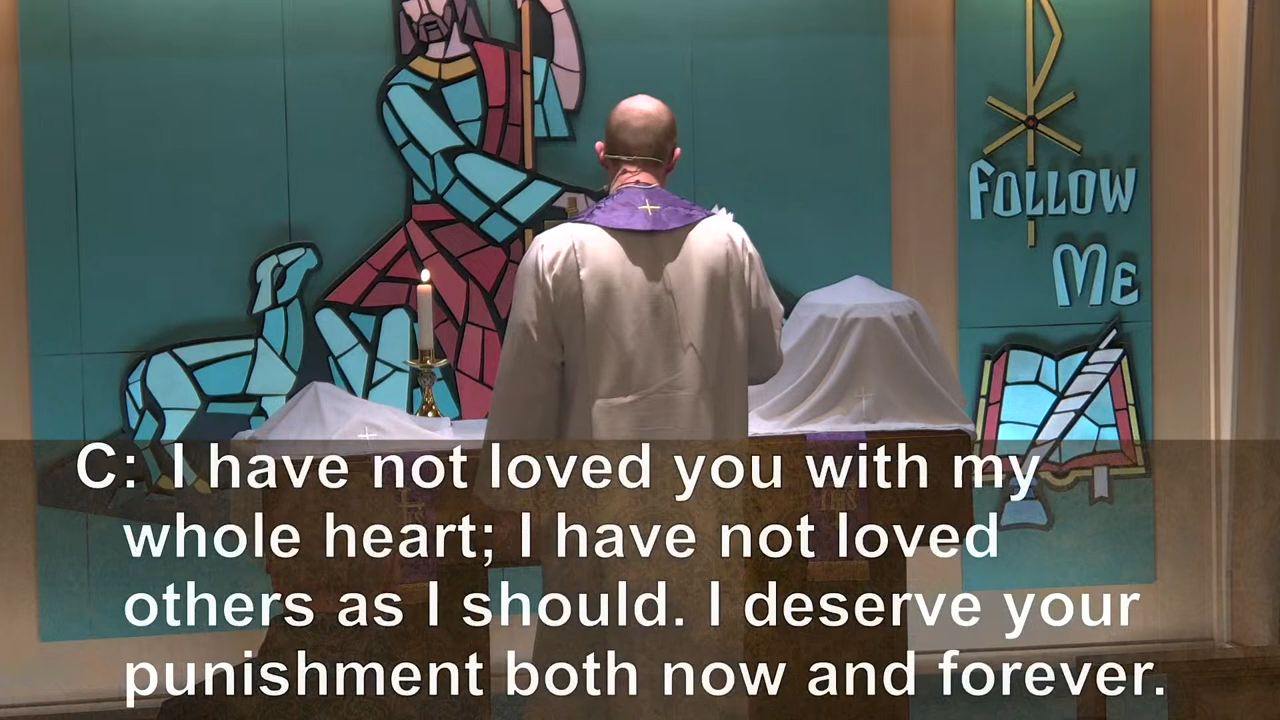 FOLLOW
ME
C: I have not loved you with my
whole heart; I have not loved
others as I should. I deserve your
punishment both now and forever.